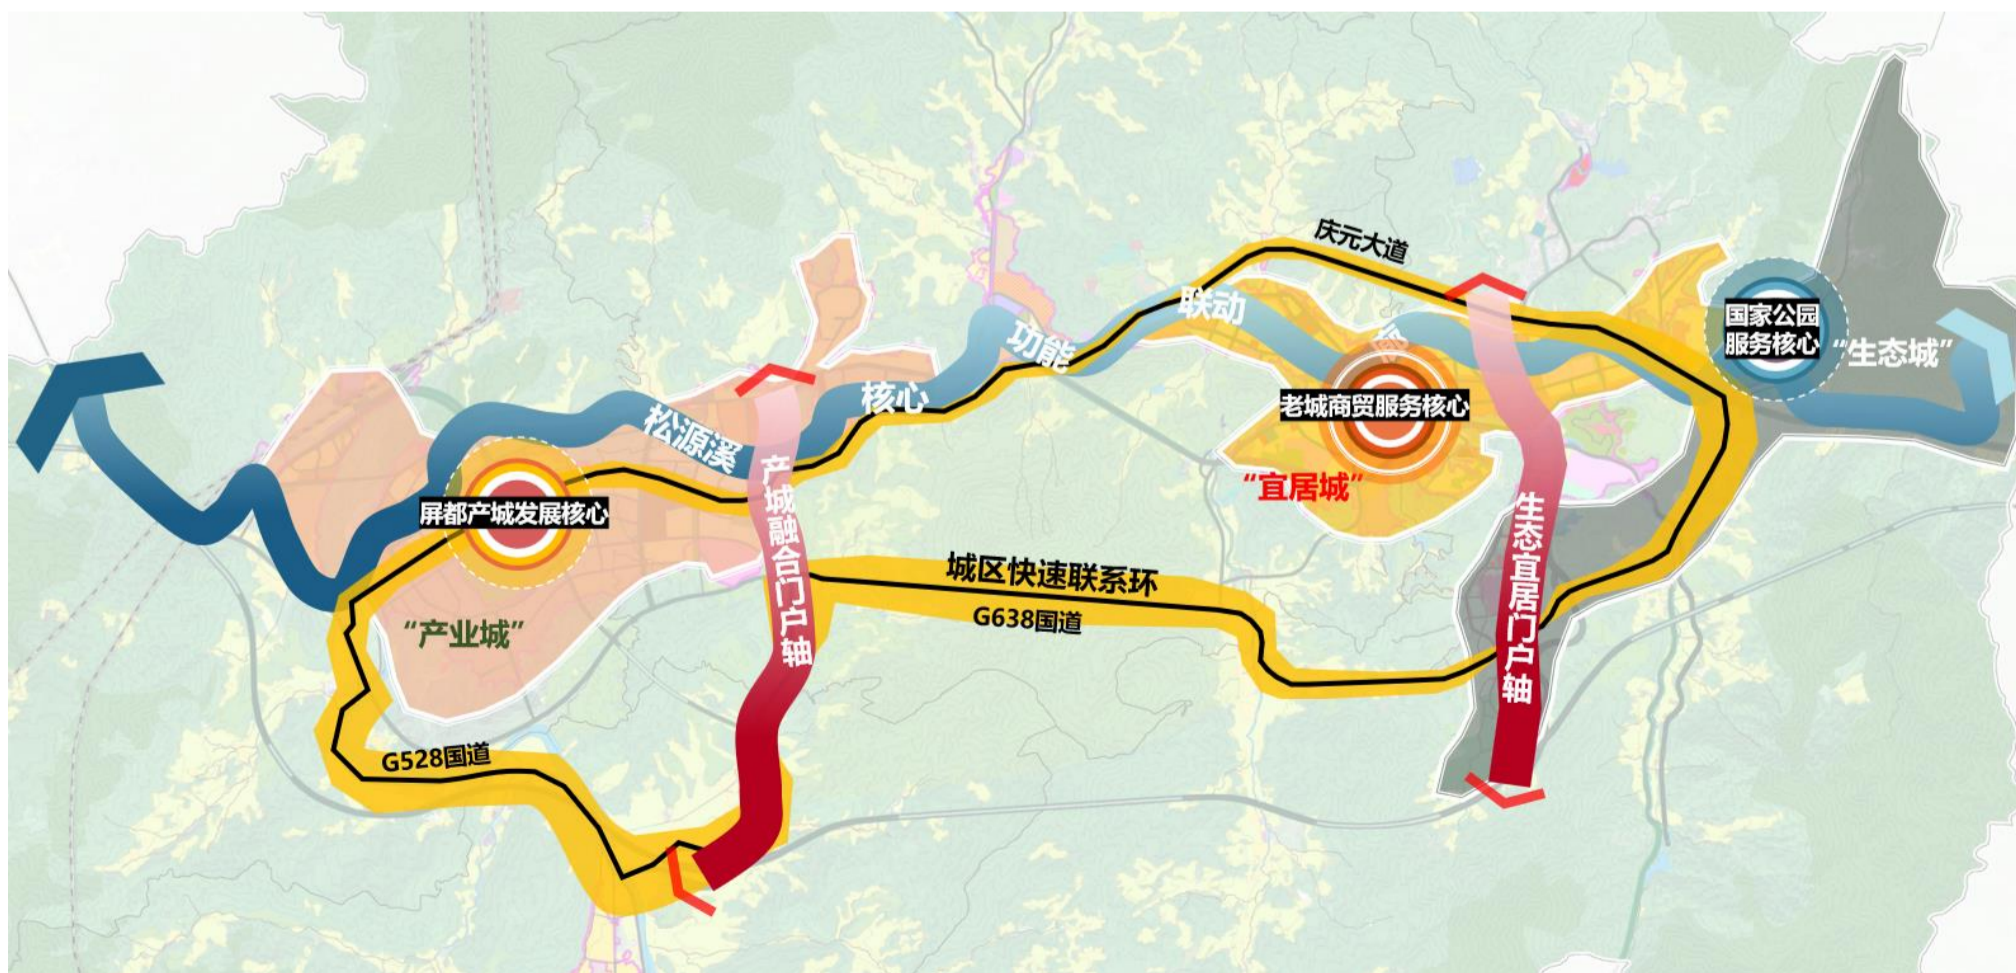 庆元大道
国家公园
服务核心
“生态城”
联动
功能
核心
松源溪
老城商贸服务核心
“宜居城”
屏都产城发展核心
“产业城”
产城融合门户轴
生态宜居门户轴
城区快速联系环
G638国道
G528国道